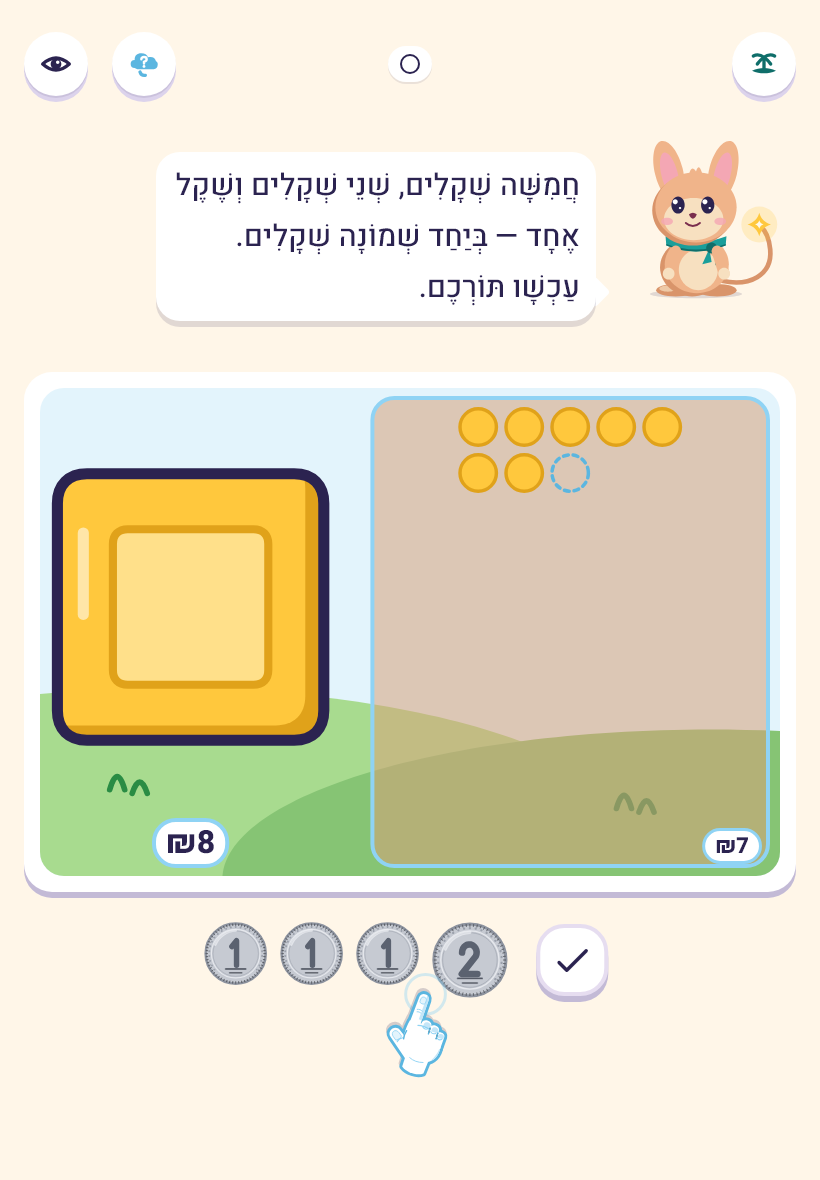 חֲמִשָּׁה שְׁקָלִים, שְׁנֵי שְׁקָלִים וְשֶׁקֶל
אֶחָד – בְּיַחַד שְׁמוֹנָה שְׁקָלִים.
עַכְשָׁו תּוֹרְכֶם.
₪8
₪7
1 1 1 2